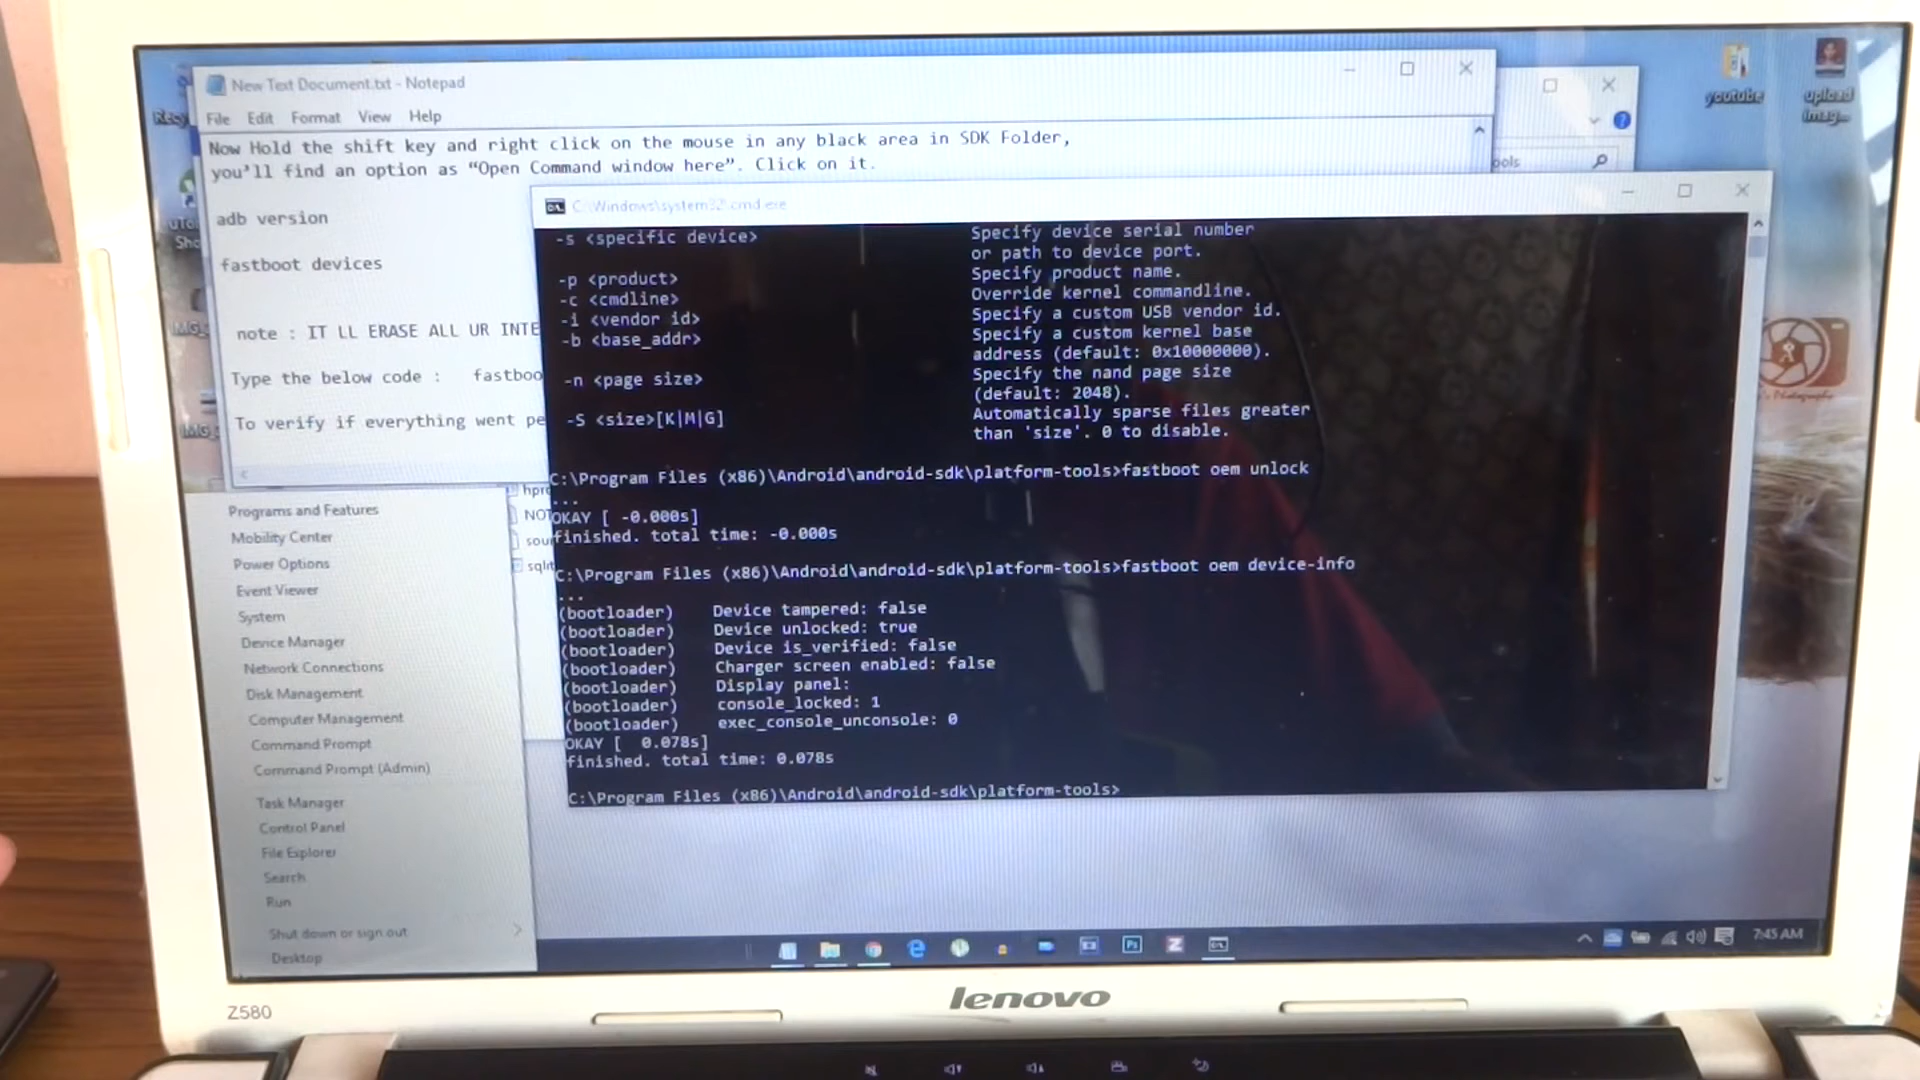 New Text Document.txt - Notepad
File Edit Format View Help
Now Hold the shift key and right click on the mouse in any black area in SDK Folder,
you'll find an option as “Open Command window here”. Click on it.
adb version
fastboot devices
note : IT LL ERASE ALL UR INTE
Type the below code : fastboo
To verify if everything went pe
youtube
upload
imag...
ools
C:\Windows\system32\cmd.exe
-s <specific device> Specify device serial number
or path to device port.
-p <product> Specify product name.
-c <cmdline> Override kernel commandline.
-i <vendor id> Specify a custom USB vendor id.
-b <base_addr> Specify a custom kernel base
address (default: 0x10000000).
-n <page size> Specify the nand page size
(default: 2048).
-S <size>[K|M|G] Automatically sparse files greater
than 'size'. 0 to disable.
C:\Program Files (x86)\Android\android-sdk\platform-tools>fastboot oem unlock
...
OKAY [ -0.000s]
finished. total time: -0.000s
C:\Program Files (x86)\Android\android-sdk\platform-tools>fastboot oem device-info
...
(bootloader) Device tampered: false
(bootloader) Device unlocked: true
(bootloader) Device is_verified: false
(bootloader) Charger screen enabled: false
(bootloader) Display panel:
(bootloader) console_locked: 1
(bootloader) exec_console_unconsole: 0
OKAY [ 0.078s]
finished. total time: 0.078s
C:\Program Files (x86)\Android\android-sdk\platform-tools>
hpro
NOT
sour
sqlit
Programs and Features
Mobility Center
Power Options
Event Viewer
System
Device Manager
Network Connections
Disk Management
Computer Management
Command Prompt
Command Prompt (Admin)
Task Manager
Control Panel
File Explorer
Search
Run
Shut down or sign out
Desktop
Ps
Z
7:45 AM
Z580
lenovo